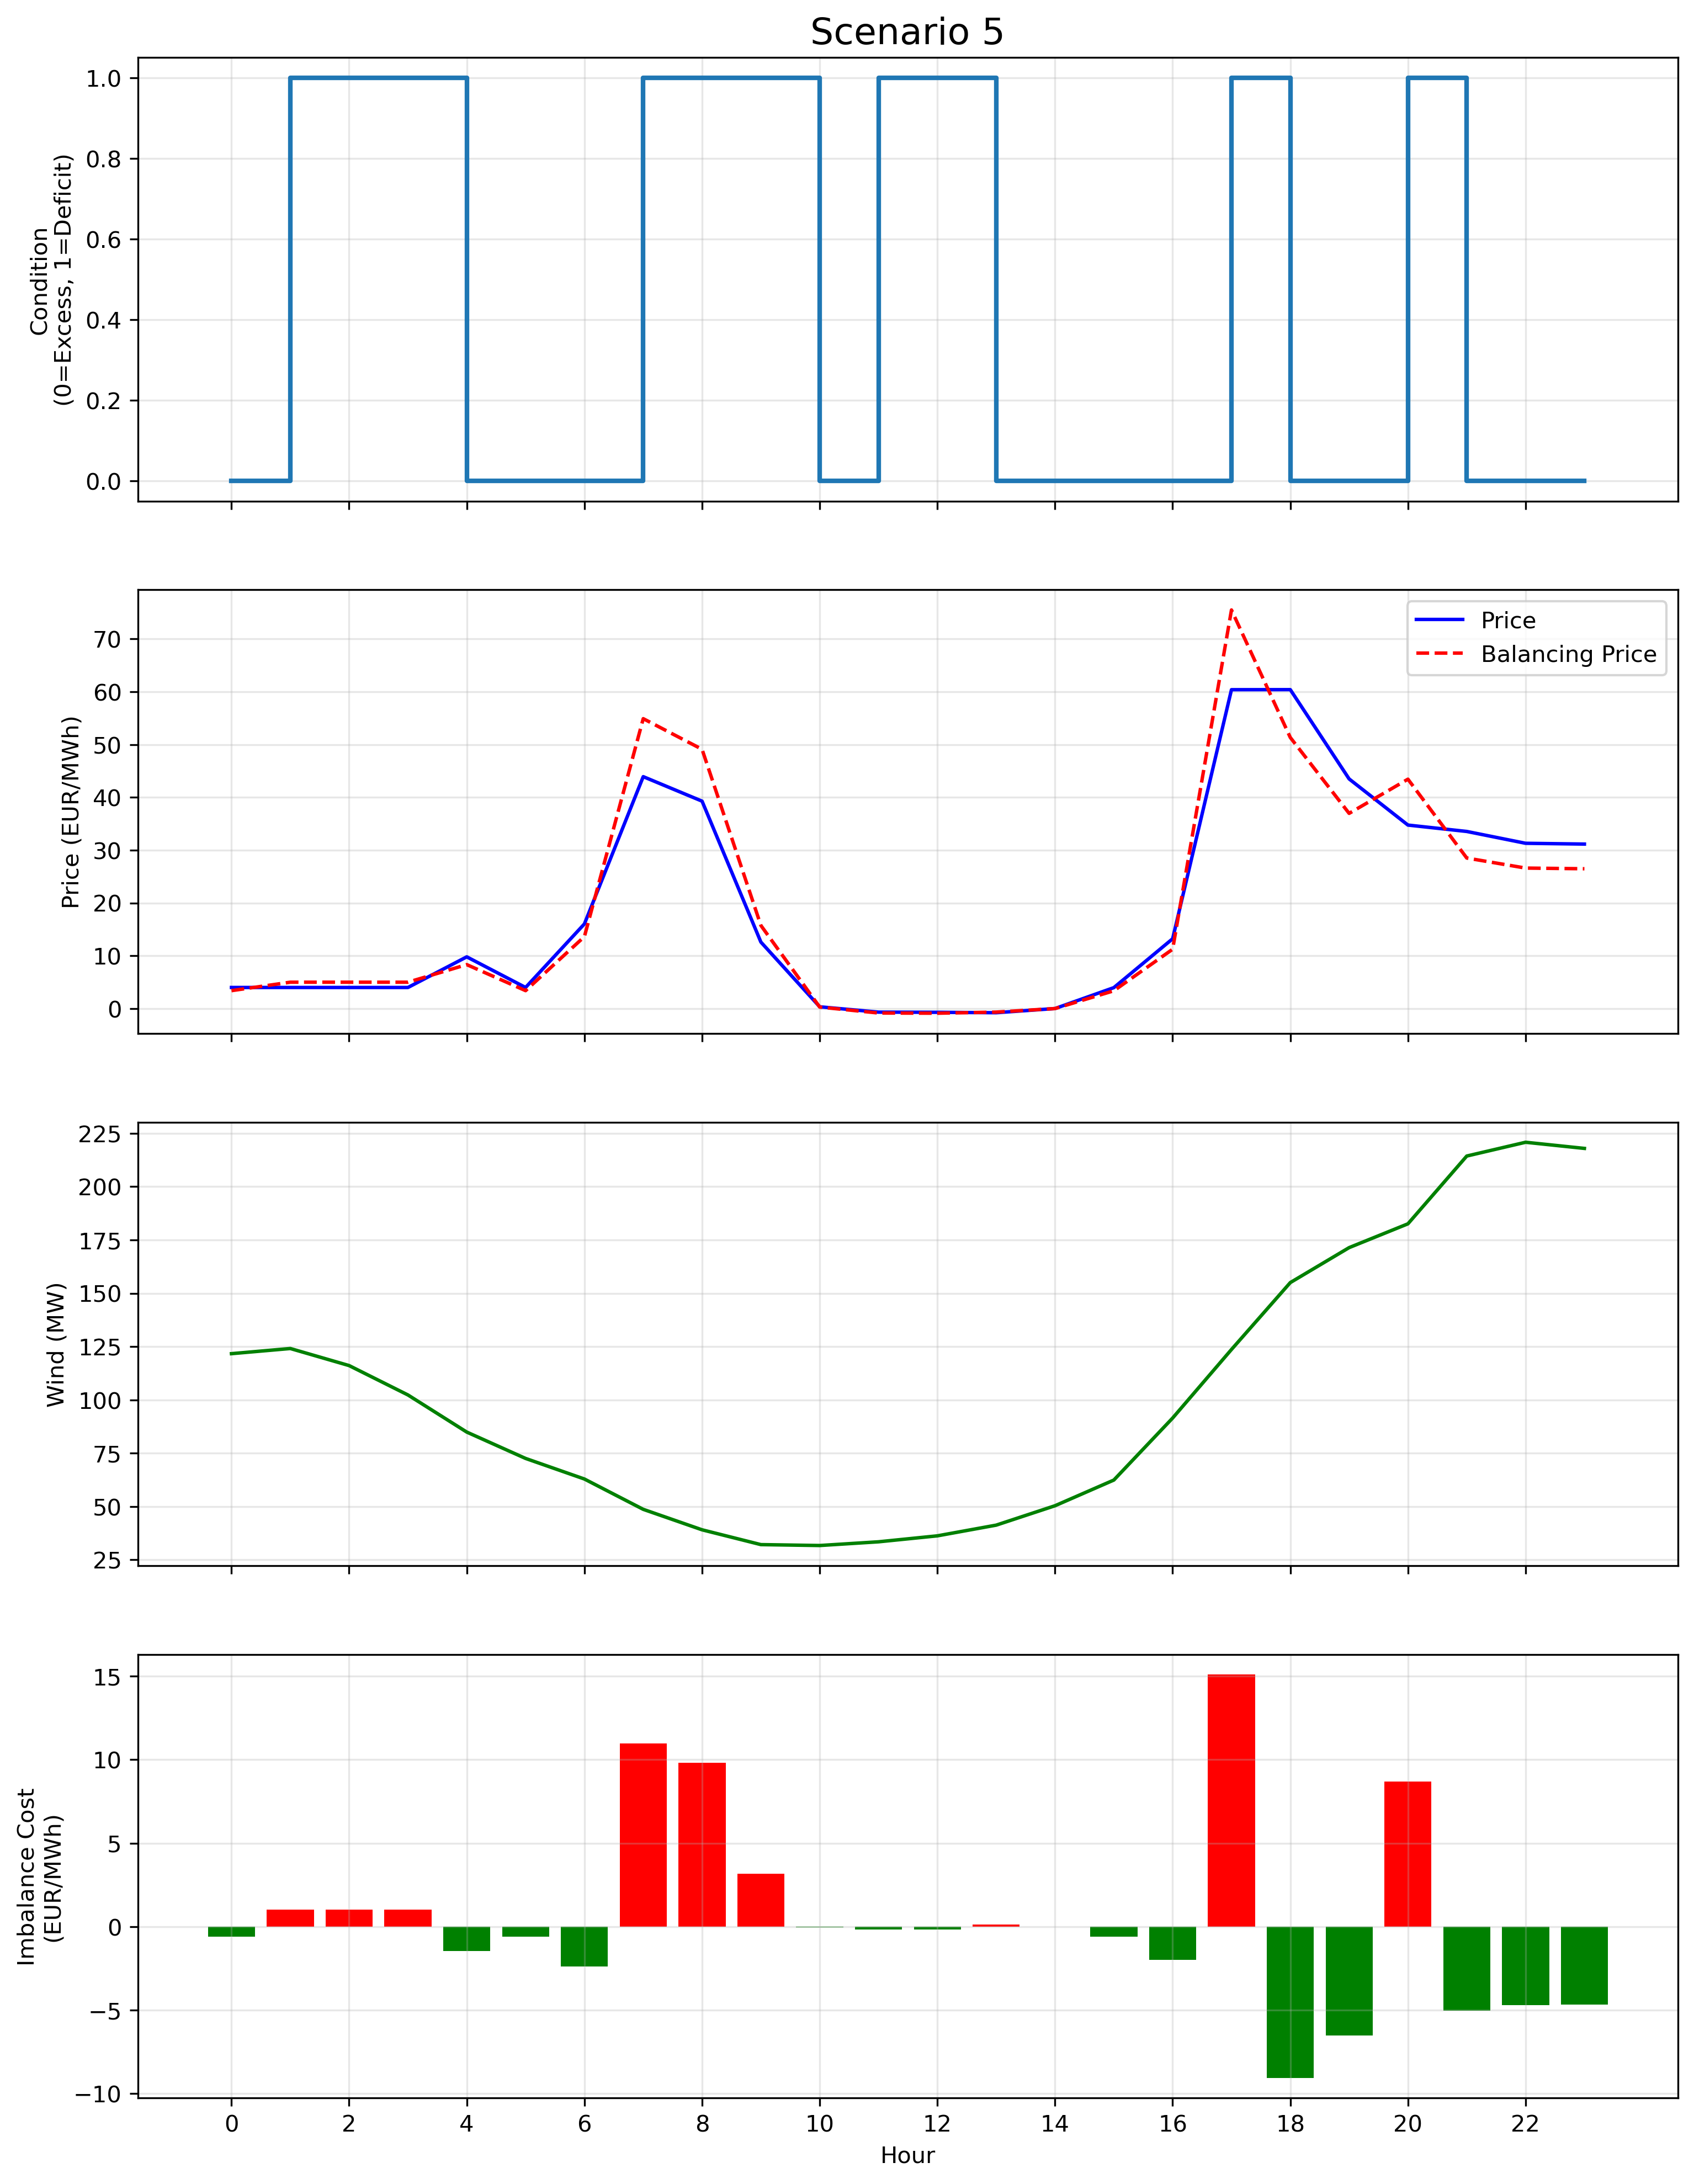 Scenario 5
1.0
0.8
0.6
0.4
0.2
0.0
Condition
(0=Excess, 1=Deficit)
70
60
50
40
30
20
10
0
Price (EUR/MWh)
Price
Balancing Price
225
200
175
150
125
100
75
50
25
Wind (MW)
15
10
5
0
−5
−10
Imbalance Cost
(EUR/MWh)
0 2 4 6 8 10 12 14 16 18 20 22
Hour